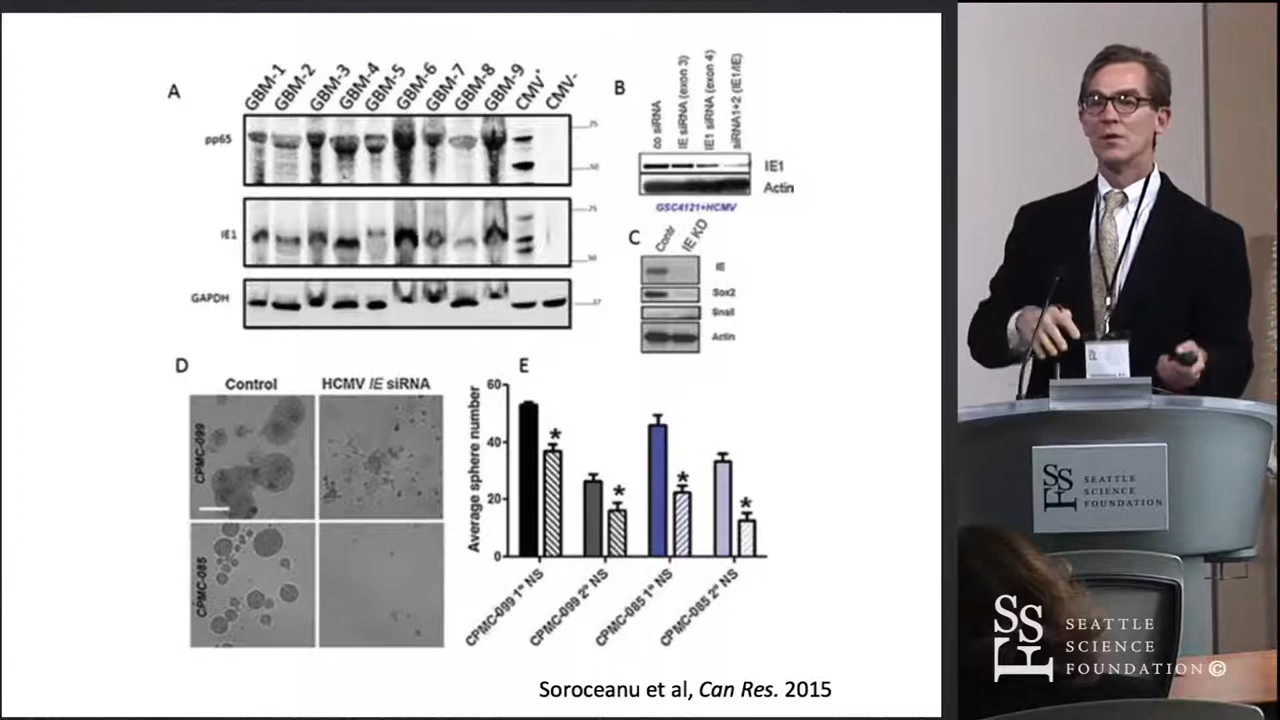 A
GBM-1
GBM-2
GBM-3
GBM-4
GBM-5
GBM-6
GBM-7
GBM-8
GBM-9
CMV+
CMV-
pp65
75
50
IE1
75
50
GAPDH
37
B
co siRNA
IE siRNA (exon 3)
IE1 siRNA (exon 4)
siRNA1+2 (IE1/IE)
IE1
Actin
GSC4121+HCMV
C
Contr
IE KD
IE
Sox2
Snail
Actin
D
Control
HCMV IE siRNA
CPMC-099
CPMC-085
E
Average sphere number
60
40
20
0
*
*
*
*
CPMC-099 1° NS
CPMC-099 2° NS
CPMC-085 1° NS
CPMC-085 2° NS
Soroceanu et al, Can Res. 2015
SSF
SEATTLE
SCIENCE
FOUNDATION
SSF
SEATTLE
SCIENCE
FOUNDATION©